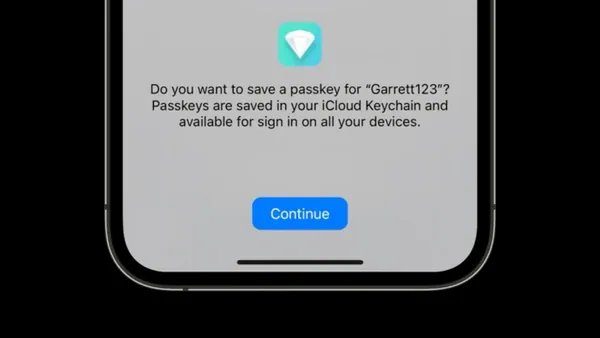 Do you want to save a passkey for “Garrett123”?
Passkeys are saved in your iCloud Keychain and
available for sign in on all your devices.
Continue